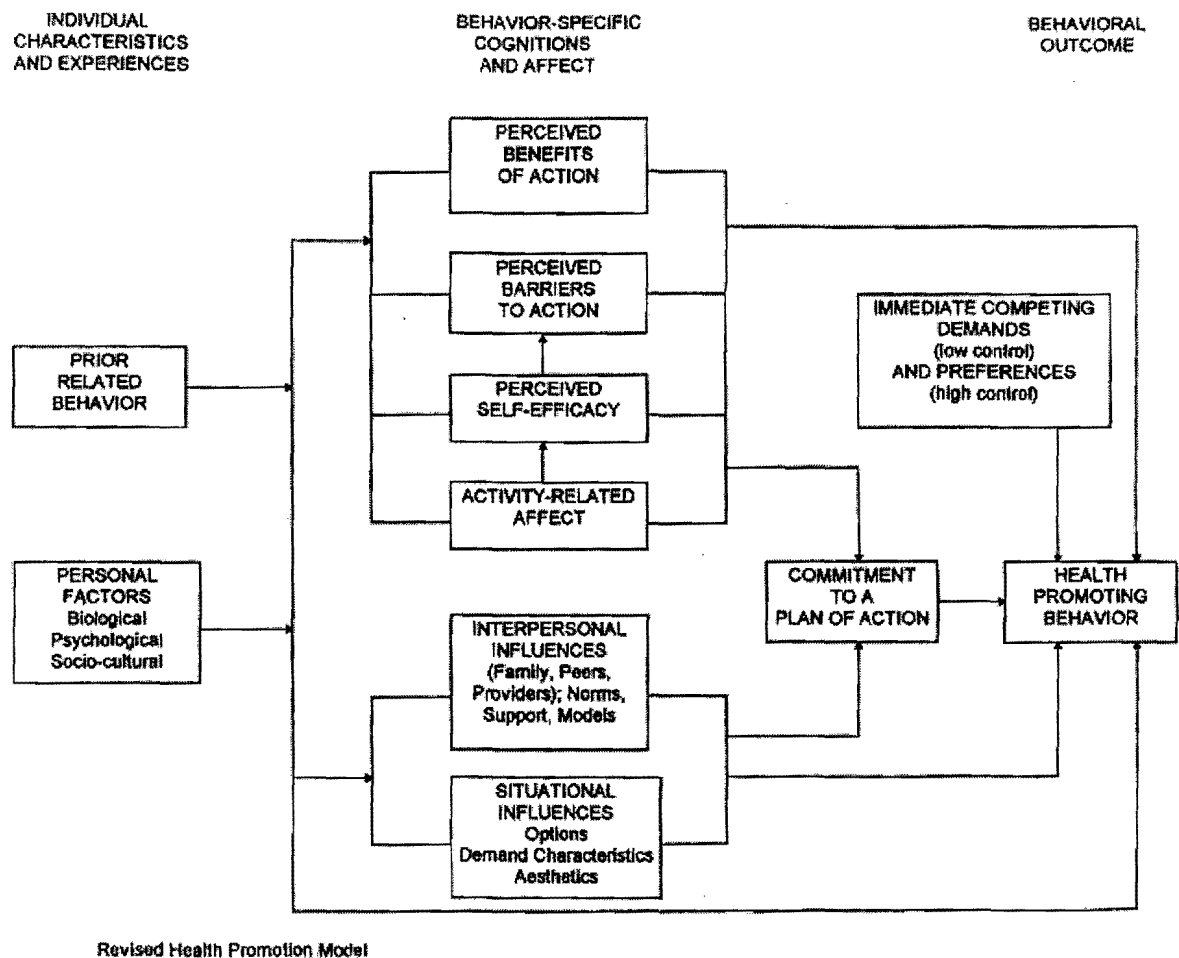 INDIVIDUAL
CHARACTERISTICS
AND EXPERIENCES
BEHAVIOR-SPECIFIC
COGNITIONS
AND AFFECT
BEHAVIORAL
OUTCOME
PERCEIVED
BENEFITS
OF ACTION
PERCEIVED
BARRIERS
TO ACTION
IMMEDIATE COMPETING
DEMANDS
(low control)
AND PREFERENCES
(high control)
PRIOR
RELATED
BEHAVIOR
PERCEIVED
SELF-EFFICACY
ACTIVITY-RELATED
AFFECT
PERSONAL
FACTORS
Biological
Psychological
Socio-cultural
COMMITMENT
TO A
PLAN OF ACTION
HEALTH
PROMOTING
BEHAVIOR
INTERPERSONAL
INFLUENCES
(Family, Peers,
Providers); Norms,
Support, Models
SITUATIONAL
INFLUENCES
Options
Demand Characteristics
Aesthetics
Revised Health Promotion Model